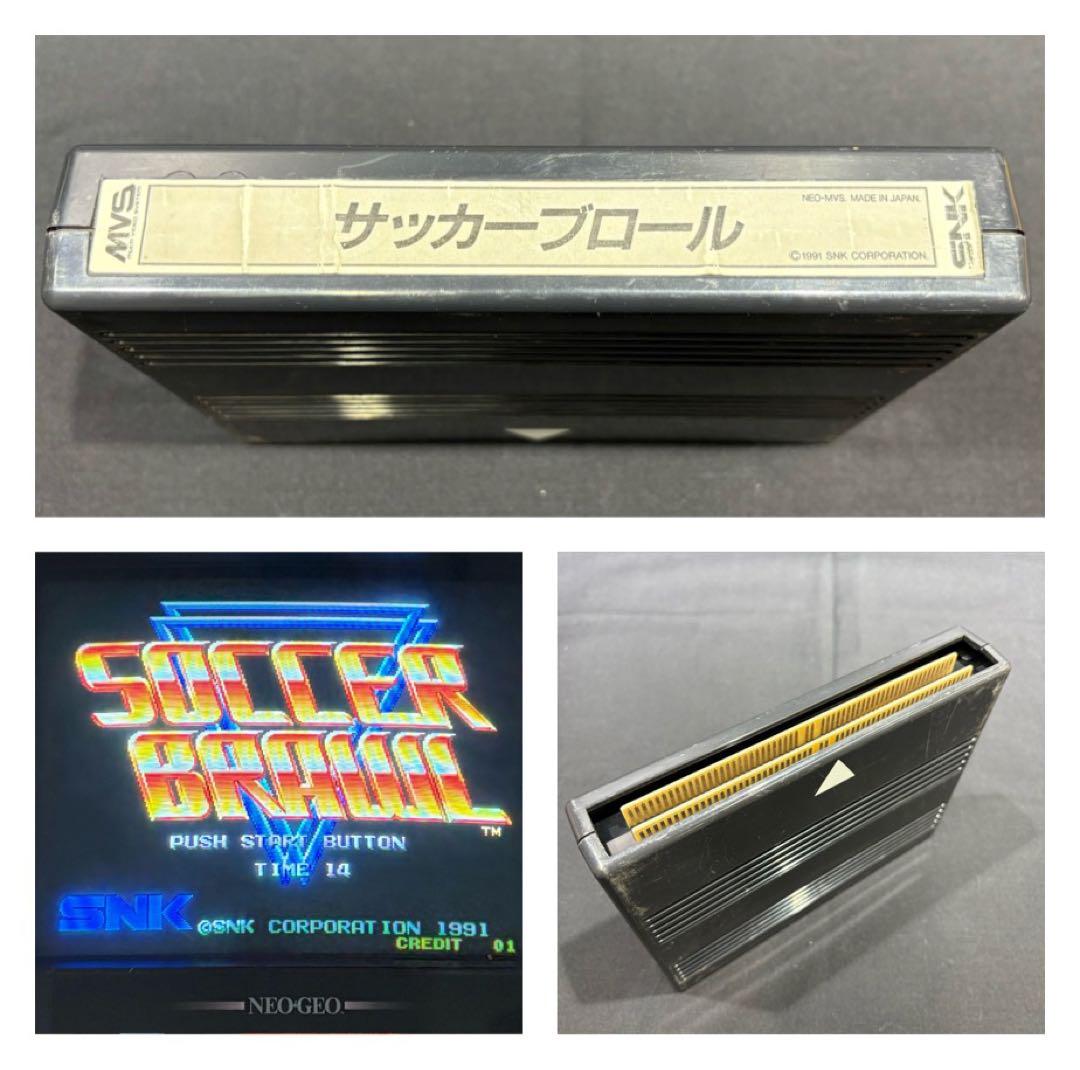 MVS
サッカーブロール
NEO-MVS. MADE IN JAPAN.
©1991 SNK CORPORATION.
SNK
SOCCER
BRAWL
TM
PUSH START BUTTON
TIME 14
SNK
©SNK CORPORATION 1991
CREDIT 01
NEO·GEO